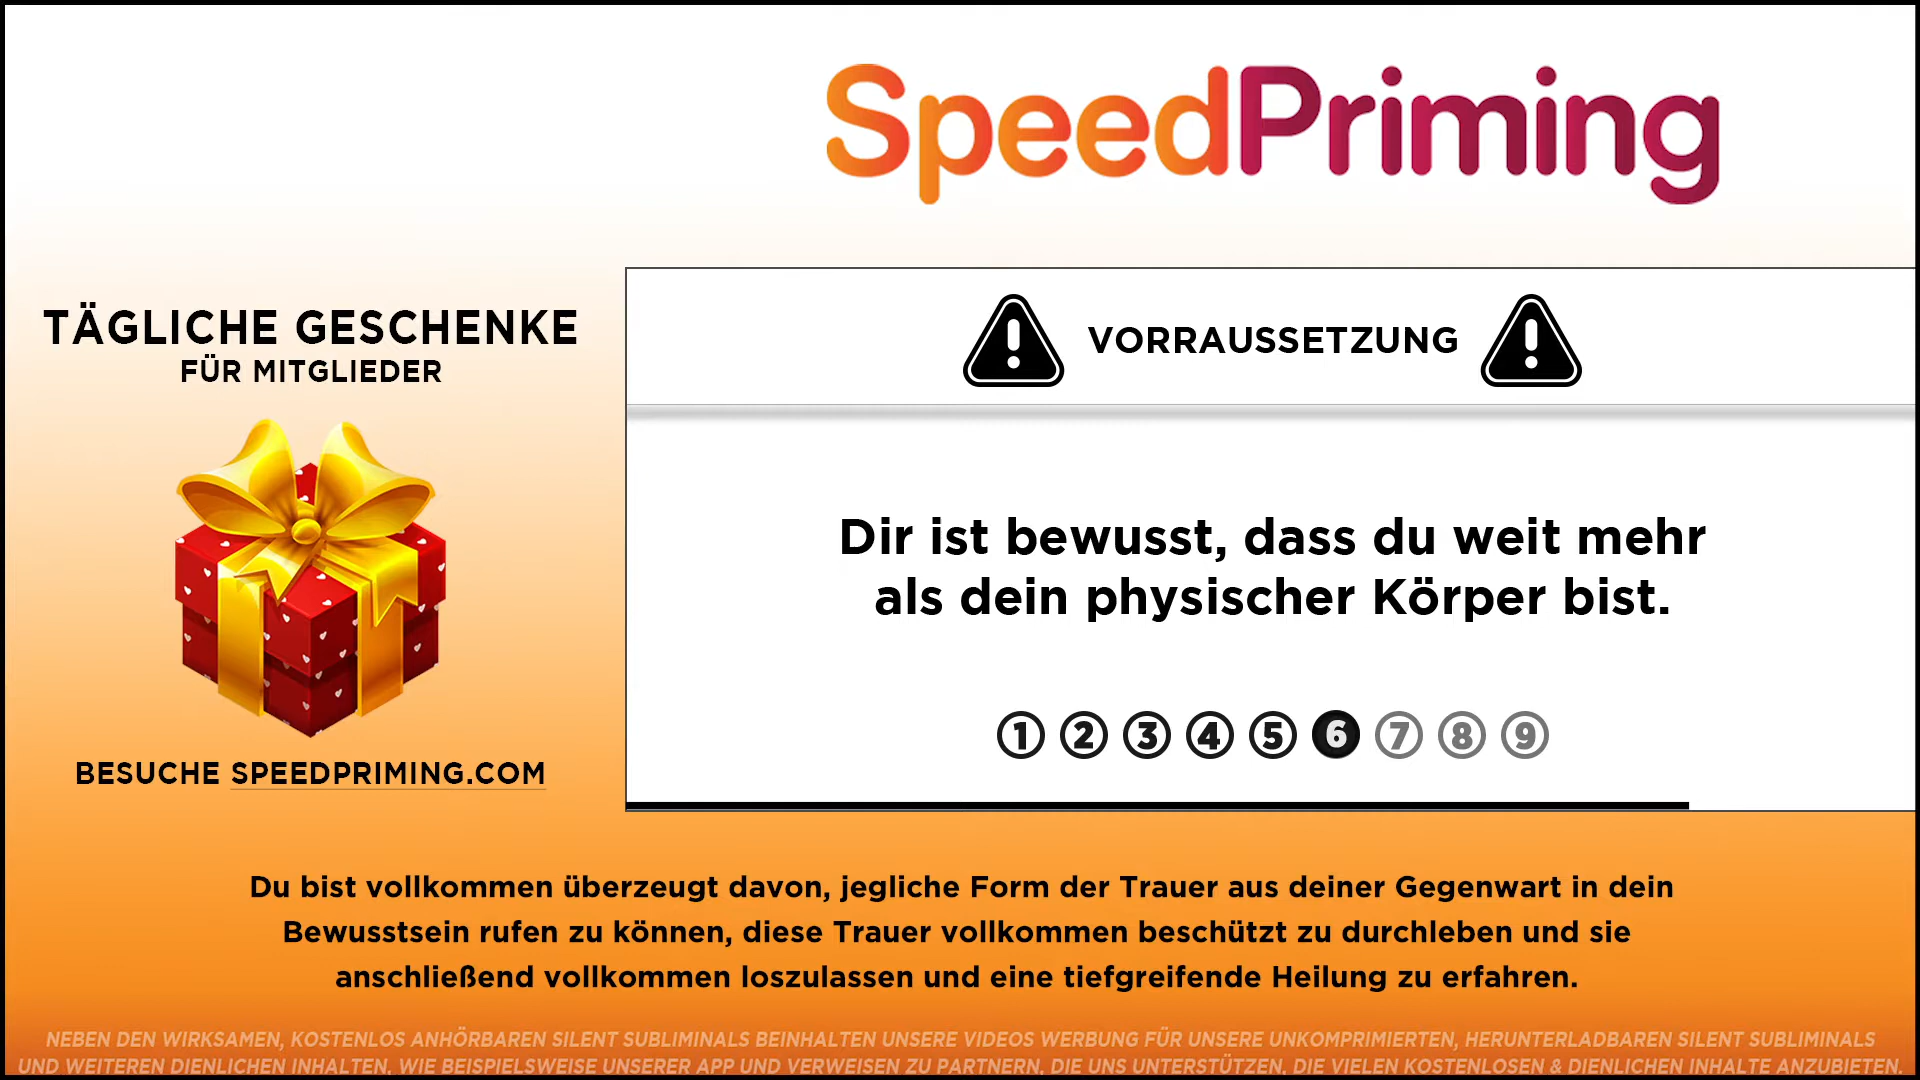 SpeedPriming
TÄGLICHE GESCHENKE
FÜR MITGLIEDER
BESUCHE SPEEDPRIMING.COM
VORRAUSSETZUNG
Dir ist bewusst, dass du weit mehr
als dein physischer Körper bist.
1 2 3 4 5 6 7 8 9
Du bist vollkommen überzeugt davon, jegliche Form der Trauer aus deiner Gegenwart in dein
Bewusstsein rufen zu können, diese Trauer vollkommen beschützt zu durchleben und sie
anschließend vollkommen loszulassen und eine tiefgreifende Heilung zu erfahren.
NEBEN DEN WIRKSAMEN, KOSTENLOS ANHÖRBAREN SILENT SUBLIMINALS BEINHALTEN UNSERE VIDEOS WERBUNG FÜR UNSERE UNKOMPRIMIERTEN, HERUNTERLADBAREN SILENT SUBLIMINALS
UND WEITEREN DIENLICHEN INHALTEN, WIE BEISPIELSWEISE UNSERER APP UND VERWEISEN ZU PARTNERN, DIE UNS UNTERSTÜTZEN, DIE VIELEN KOSTENLOSEN & DIENLICHEN INHALTE ANZUBIETEN.